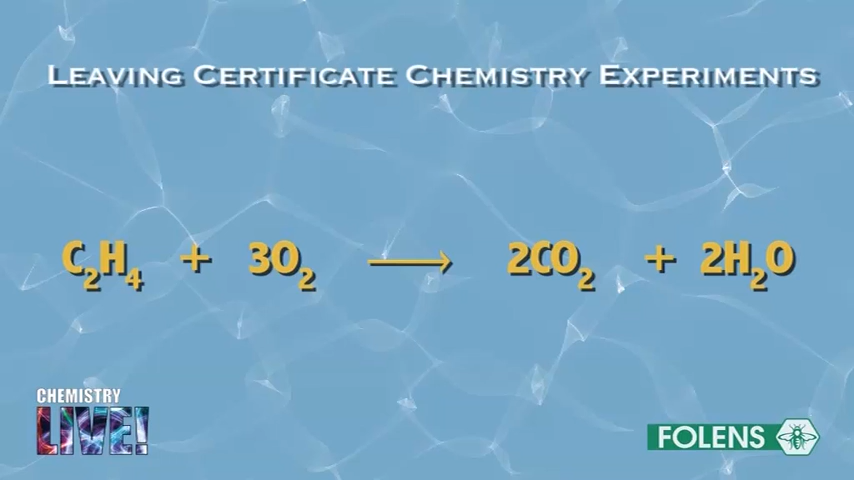 LEAVING CERTIFICATE CHEMISTRY EXPERIMENTS
C₂H₄ + 3O₂ ⟶ 2CO₂ + 2H₂O
CHEMISTRY
LIVE!
FOLENS